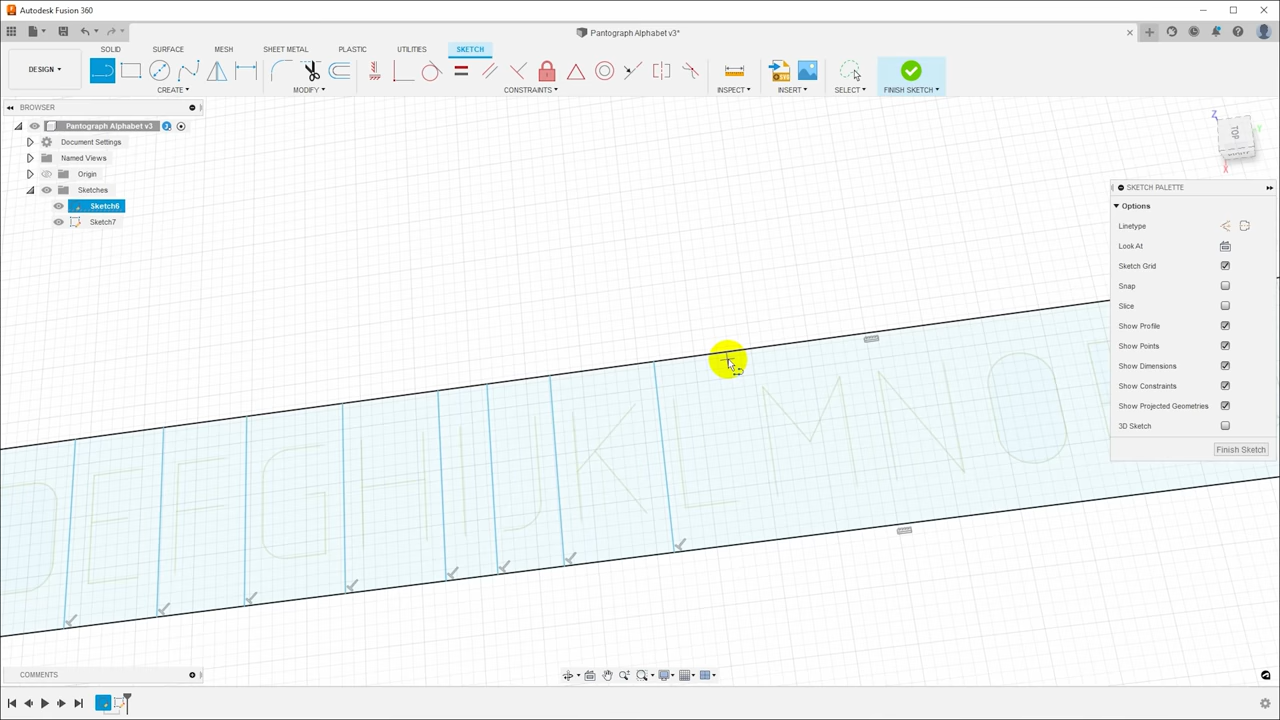 Autodesk Fusion 360
Pantograph Alphabet v3*
DESIGN
SOLID SURFACE MESH SHEET METAL PLASTIC UTILITIES SKETCH
CREATE MODIFY CONSTRAINTS INSPECT INSERT SELECT FINISH SKETCH
BROWSER
Pantograph Alphabet v3
Document Settings
Named Views
Origin
Sketches
Sketch6
Sketch7
Z
TOP
Y
RIGHT
X
SKETCH PALETTE
Options
Linetype
Look At
Sketch Grid
Snap
Slice
Show Profile
Show Points
Show Dimensions
Show Constraints
Show Projected Geometries
3D Sketch
Finish Sketch
D E F G H I J K L M N O
COMMENTS